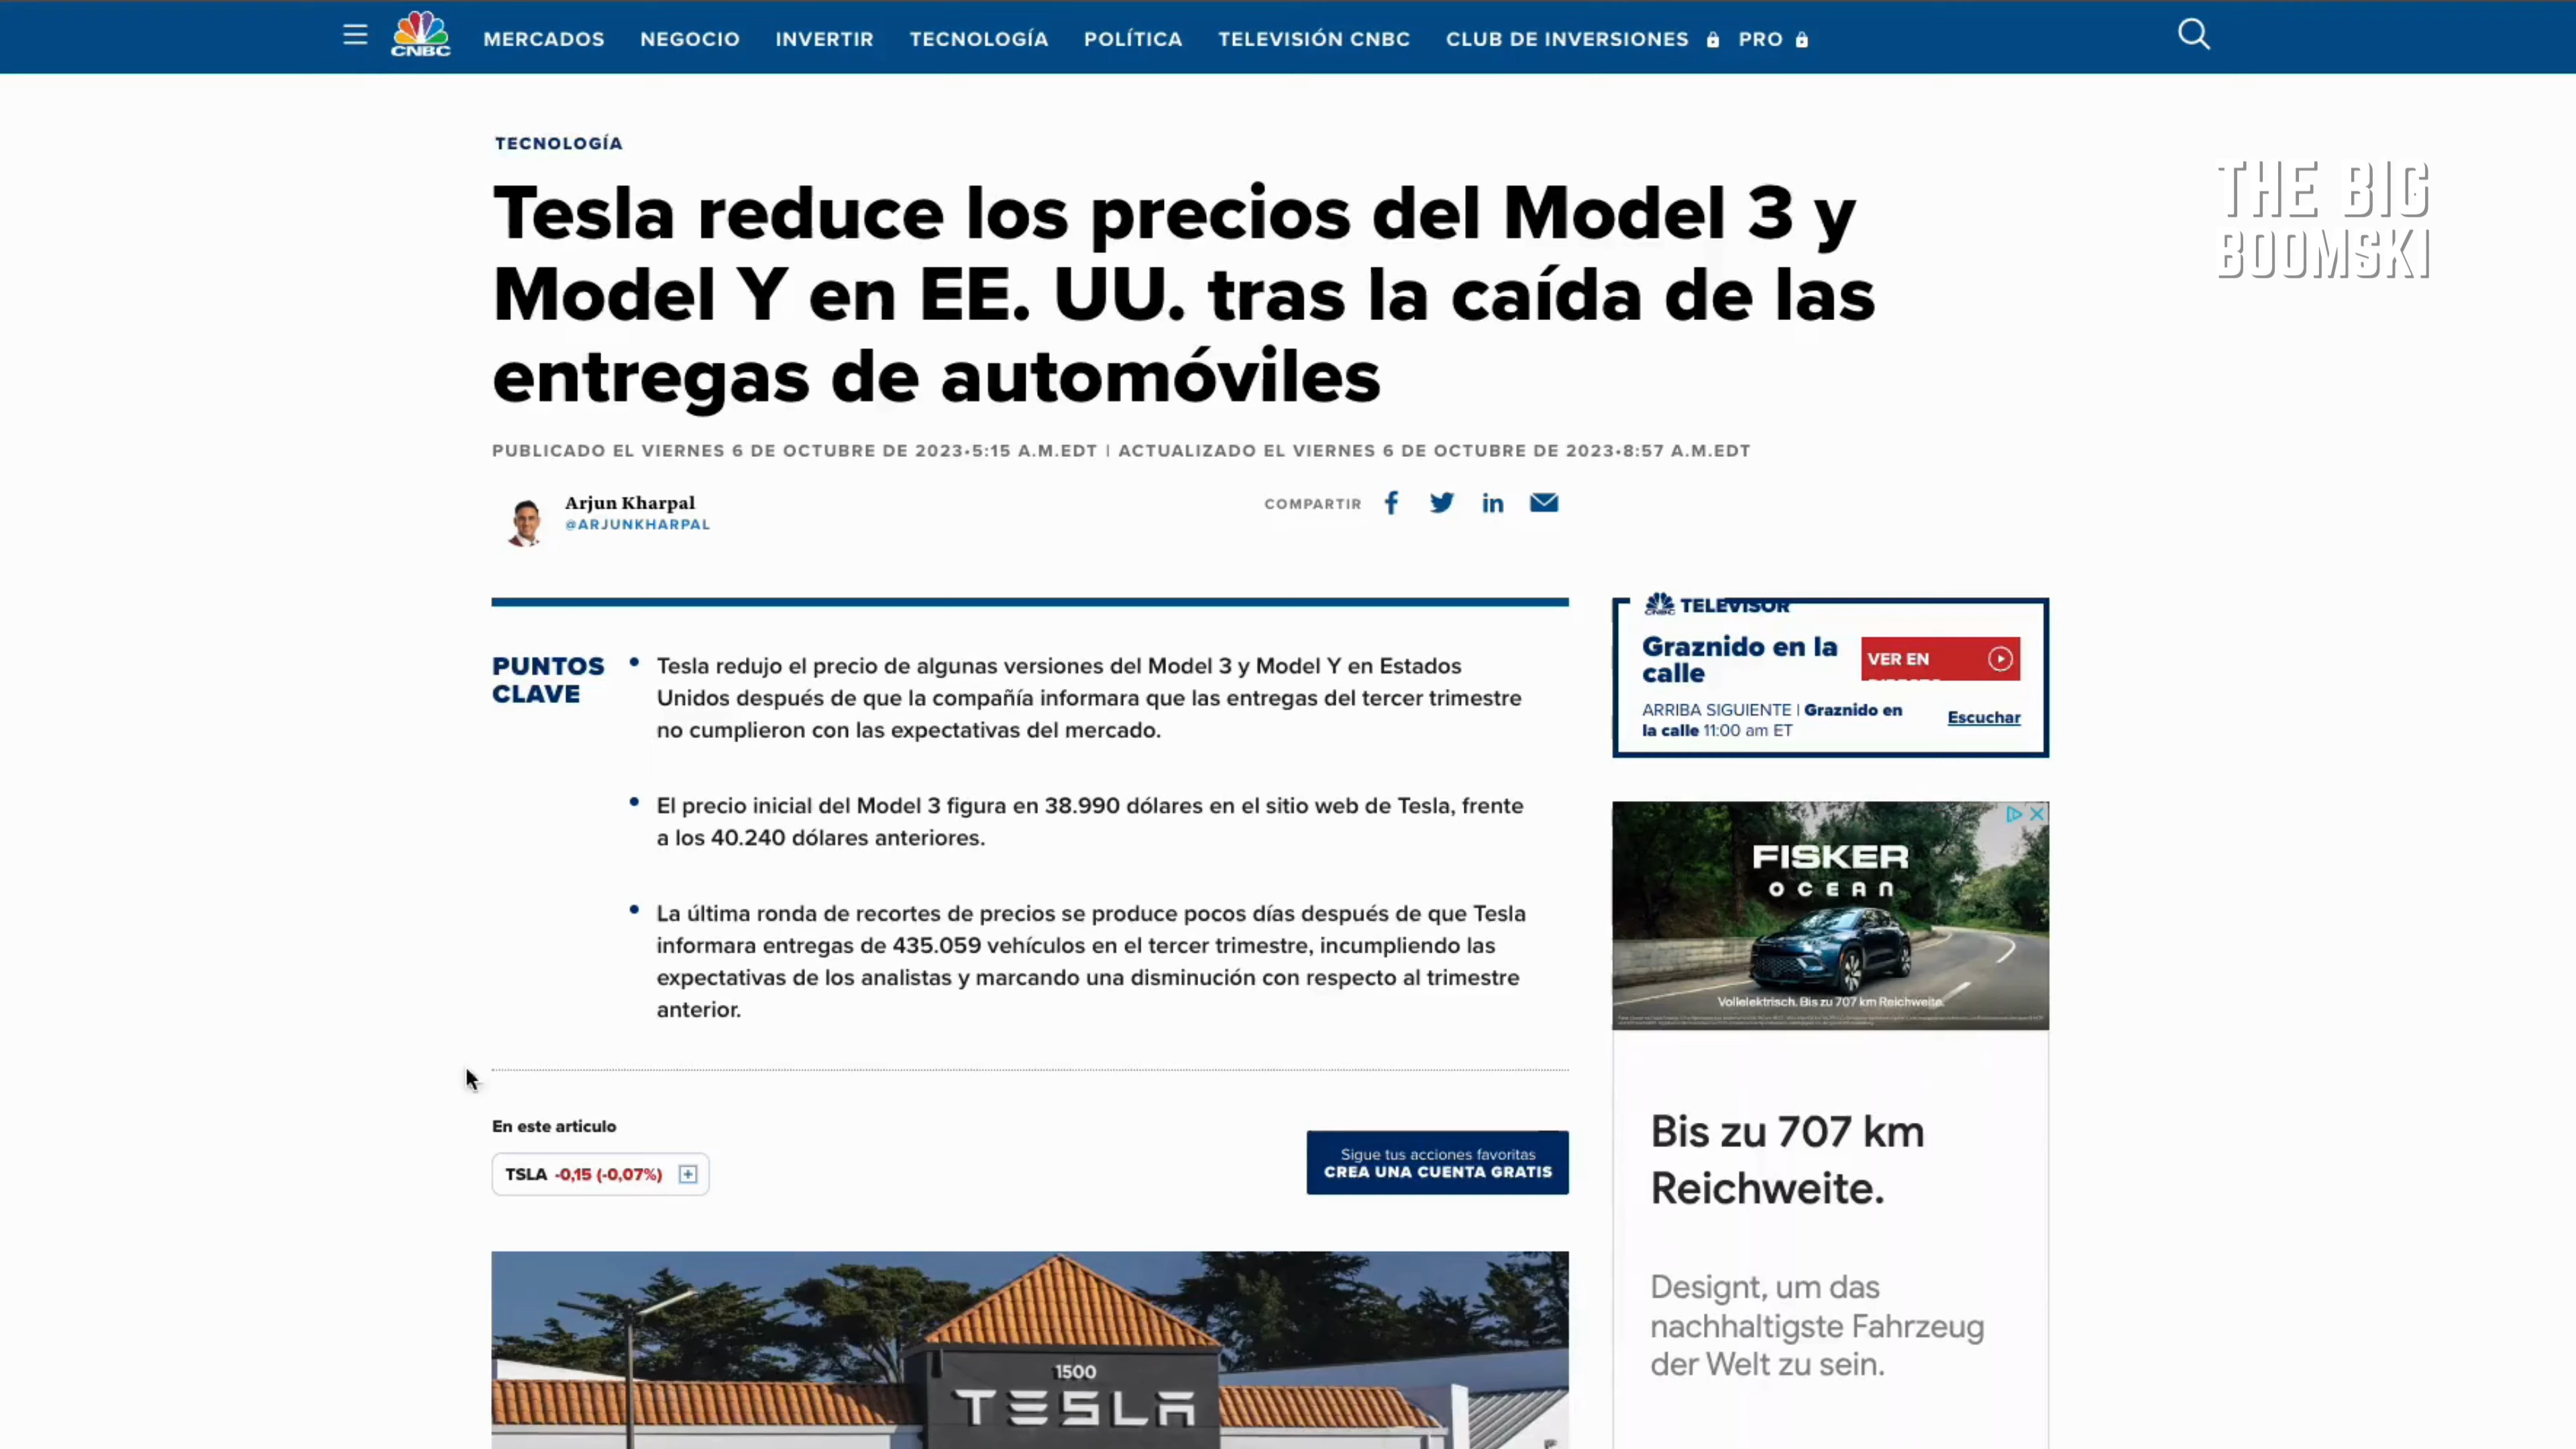 CNBC
MERCADOS NEGOCIO INVERTIR TECNOLOGÍA POLÍTICA TELEVISIÓN CNBC CLUB DE INVERSIONES PRO
TECNOLOGÍA
THE BIG
BOOMSKI
Tesla reduce los precios del Model 3 y
Model Y en EE. UU. tras la caída de las
entregas de automóviles
PUBLICADO EL VIERNES 6 DE OCTUBRE DE 2023•5:15 A.M.EDT | ACTUALIZADO EL VIERNES 6 DE OCTUBRE DE 2023•8:57 A.M.EDT
Arjun Kharpal
@ARJUNKHARPAL
COMPARTIR
PUNTOS
CLAVE
• Tesla redujo el precio de algunas versiones del Model 3 y Model Y en Estados
Unidos después de que la compañía informara que las entregas del tercer trimestre
no cumplieron con las expectativas del mercado.
• El precio inicial del Model 3 figura en 38.990 dólares en el sitio web de Tesla, frente
a los 40.240 dólares anteriores.
• La última ronda de recortes de precios se produce pocos días después de que Tesla
informara entregas de 435.059 vehículos en el tercer trimestre, incumpliendo las
expectativas de los analistas y marcando una disminución con respecto al trimestre
anterior.
En este articulo
TSLA -0,15 (-0,07%)
Sigue tus acciones favoritas
CREA UNA CUENTA GRATIS
1500
TESLA
CNBC TELEVISOR
Graznido en la
calle
VER EN
ARRIBA SIGUIENTE | Graznido en
la calle 11:00 am ET
Escuchar
FISKER
OCEAN
Vollelektrisch. Bis zu 707 km Reichweite.
Bis zu 707 km
Reichweite.
Designt, um das
nachhaltigste Fahrzeug
der Welt zu sein.